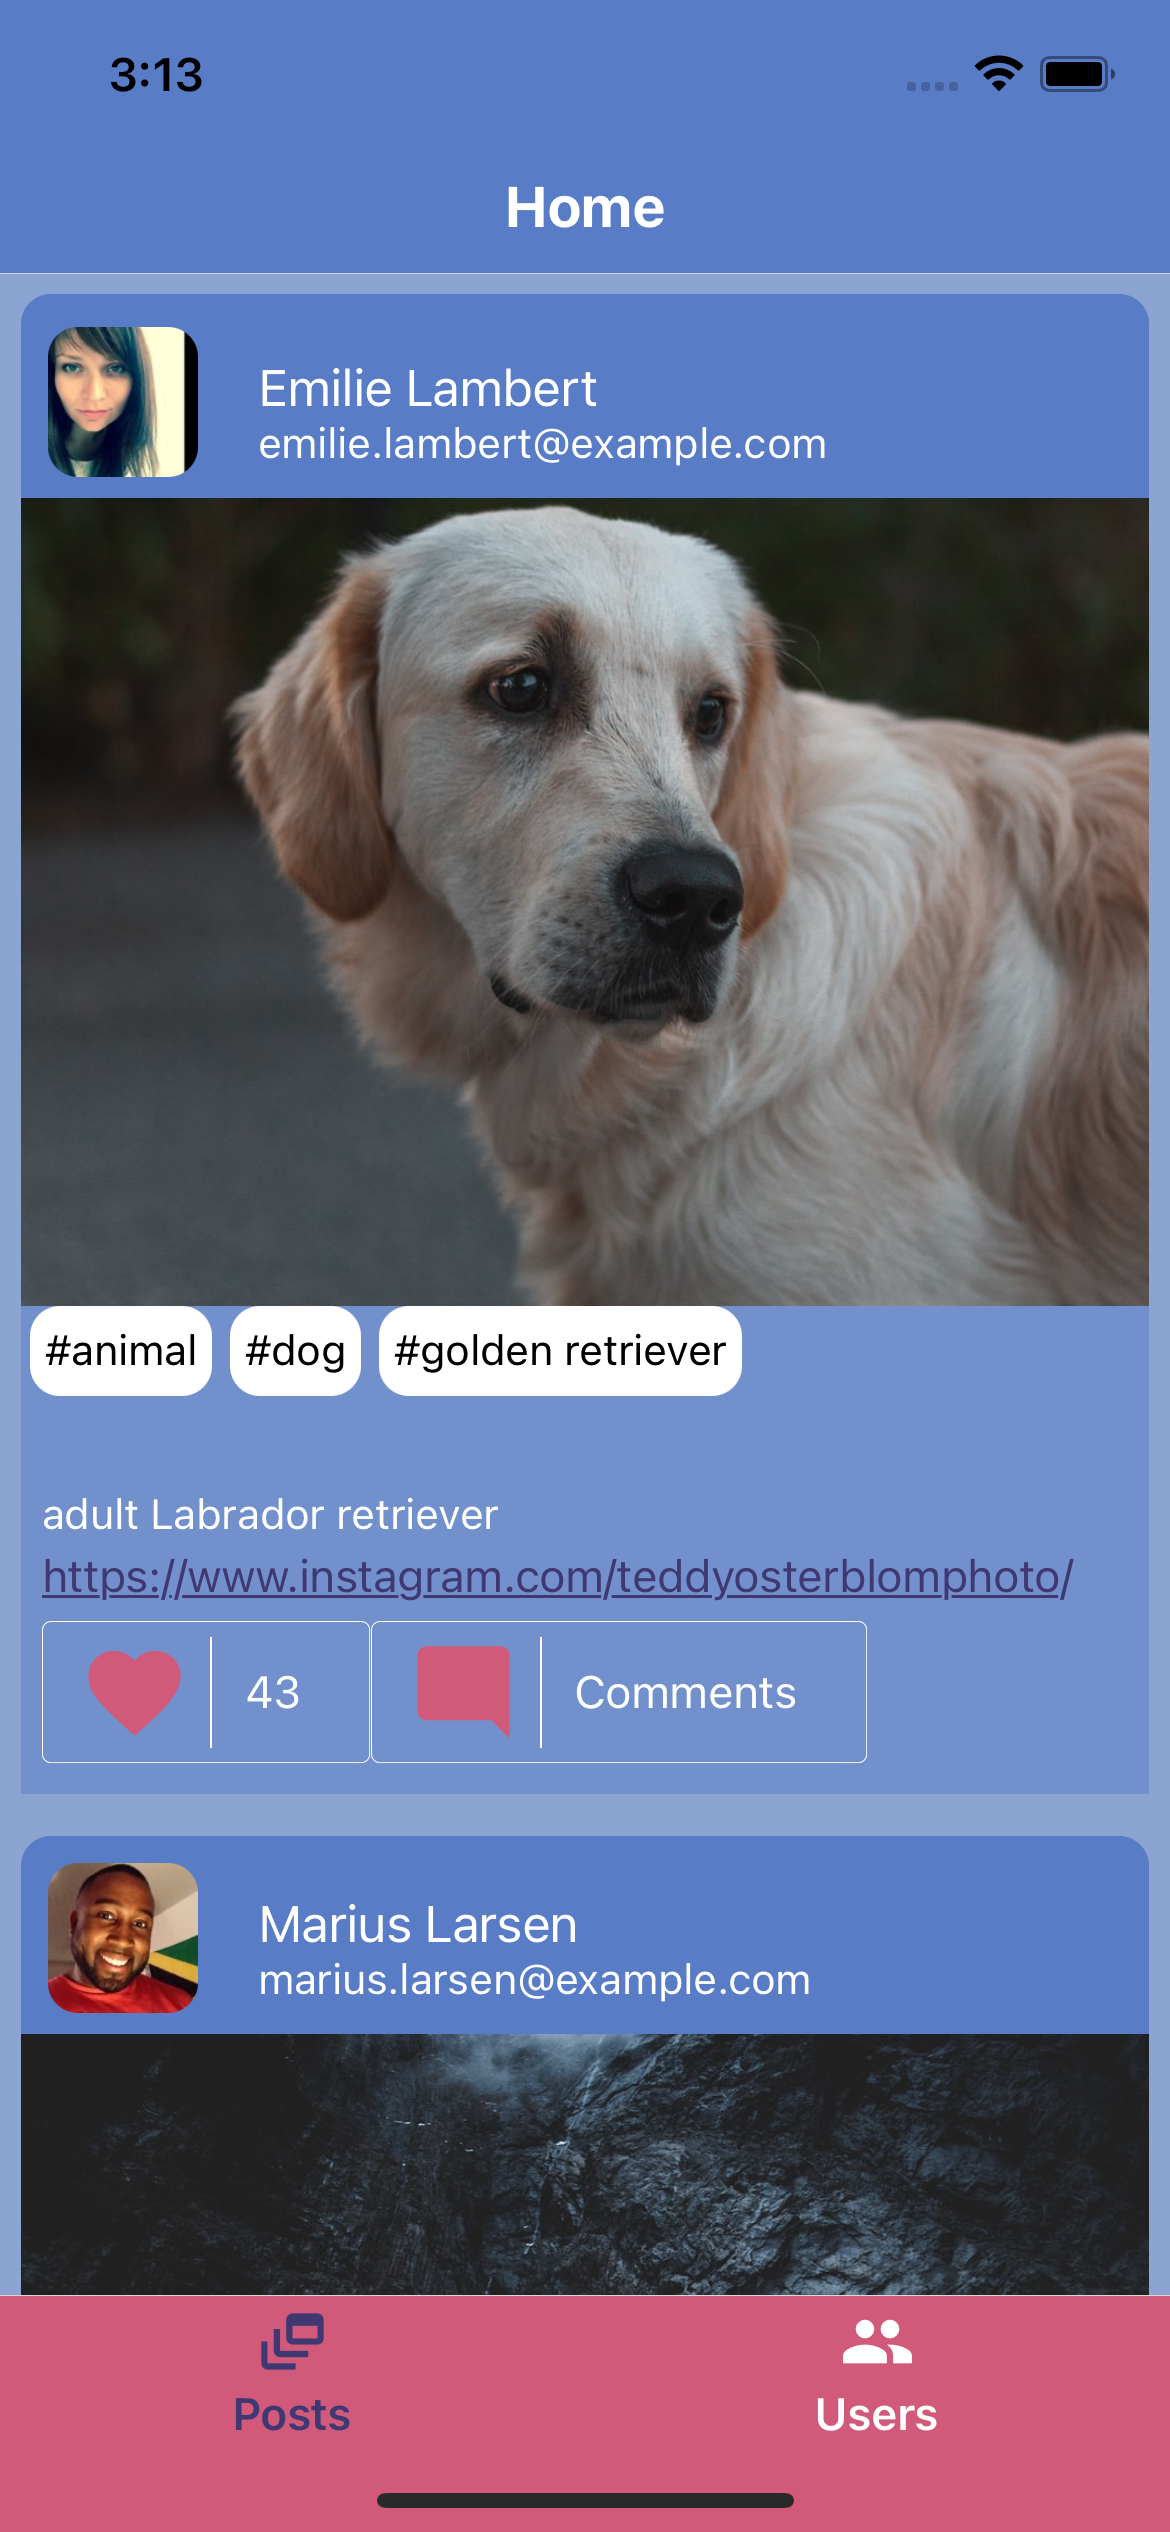 3:13
Home
Emilie Lambert
emilie.lambert@example.com
#animal #dog #golden retriever
adult Labrador retriever
https://www.instagram.com/teddyosterblomphoto/
43 Comments
Marius Larsen
marius.larsen@example.com
Posts Users